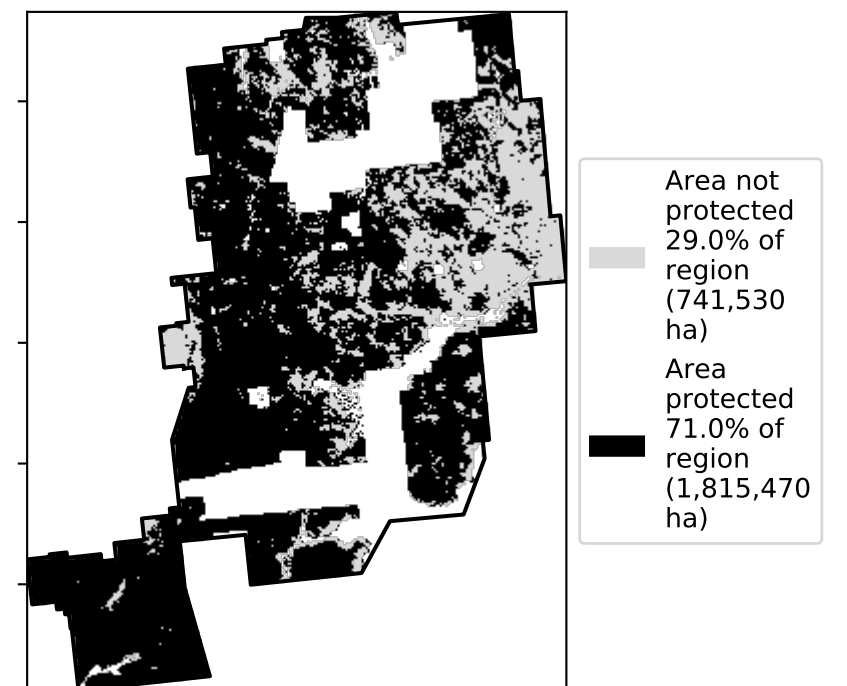 Area not
protected
29.0% of
region
(741,530
ha)
Area
protected
71.0% of
region
(1,815,470
ha)